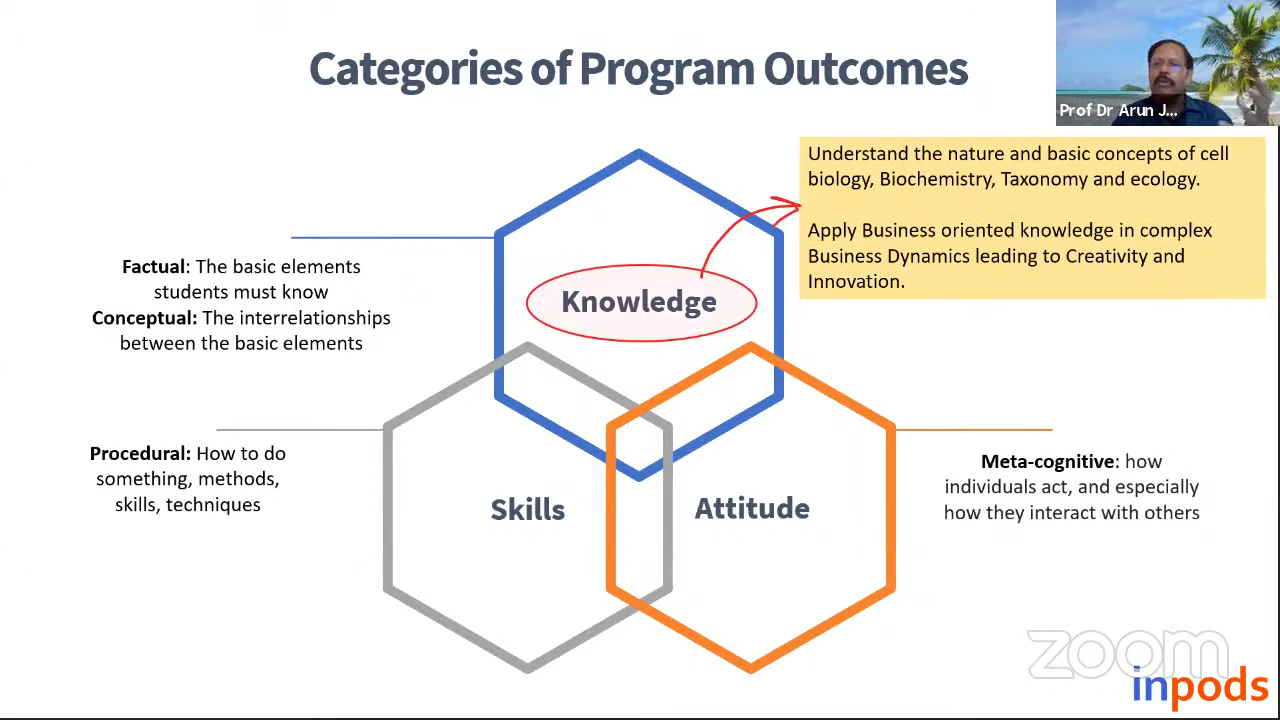 Categories of Program Outcomes
Prof Dr Arun J...
Understand the nature and basic concepts of cell
biology, Biochemistry, Taxonomy and ecology.
Apply Business oriented knowledge in complex
Business Dynamics leading to Creativity and
Innovation.
Factual: The basic elements
students must know
Conceptual: The interrelationships
between the basic elements
Knowledge
Procedural: How to do
something, methods,
skills, techniques
Skills
Attitude
Meta-cognitive: how
individuals act, and especially
how they interact with others
zoom
inpods